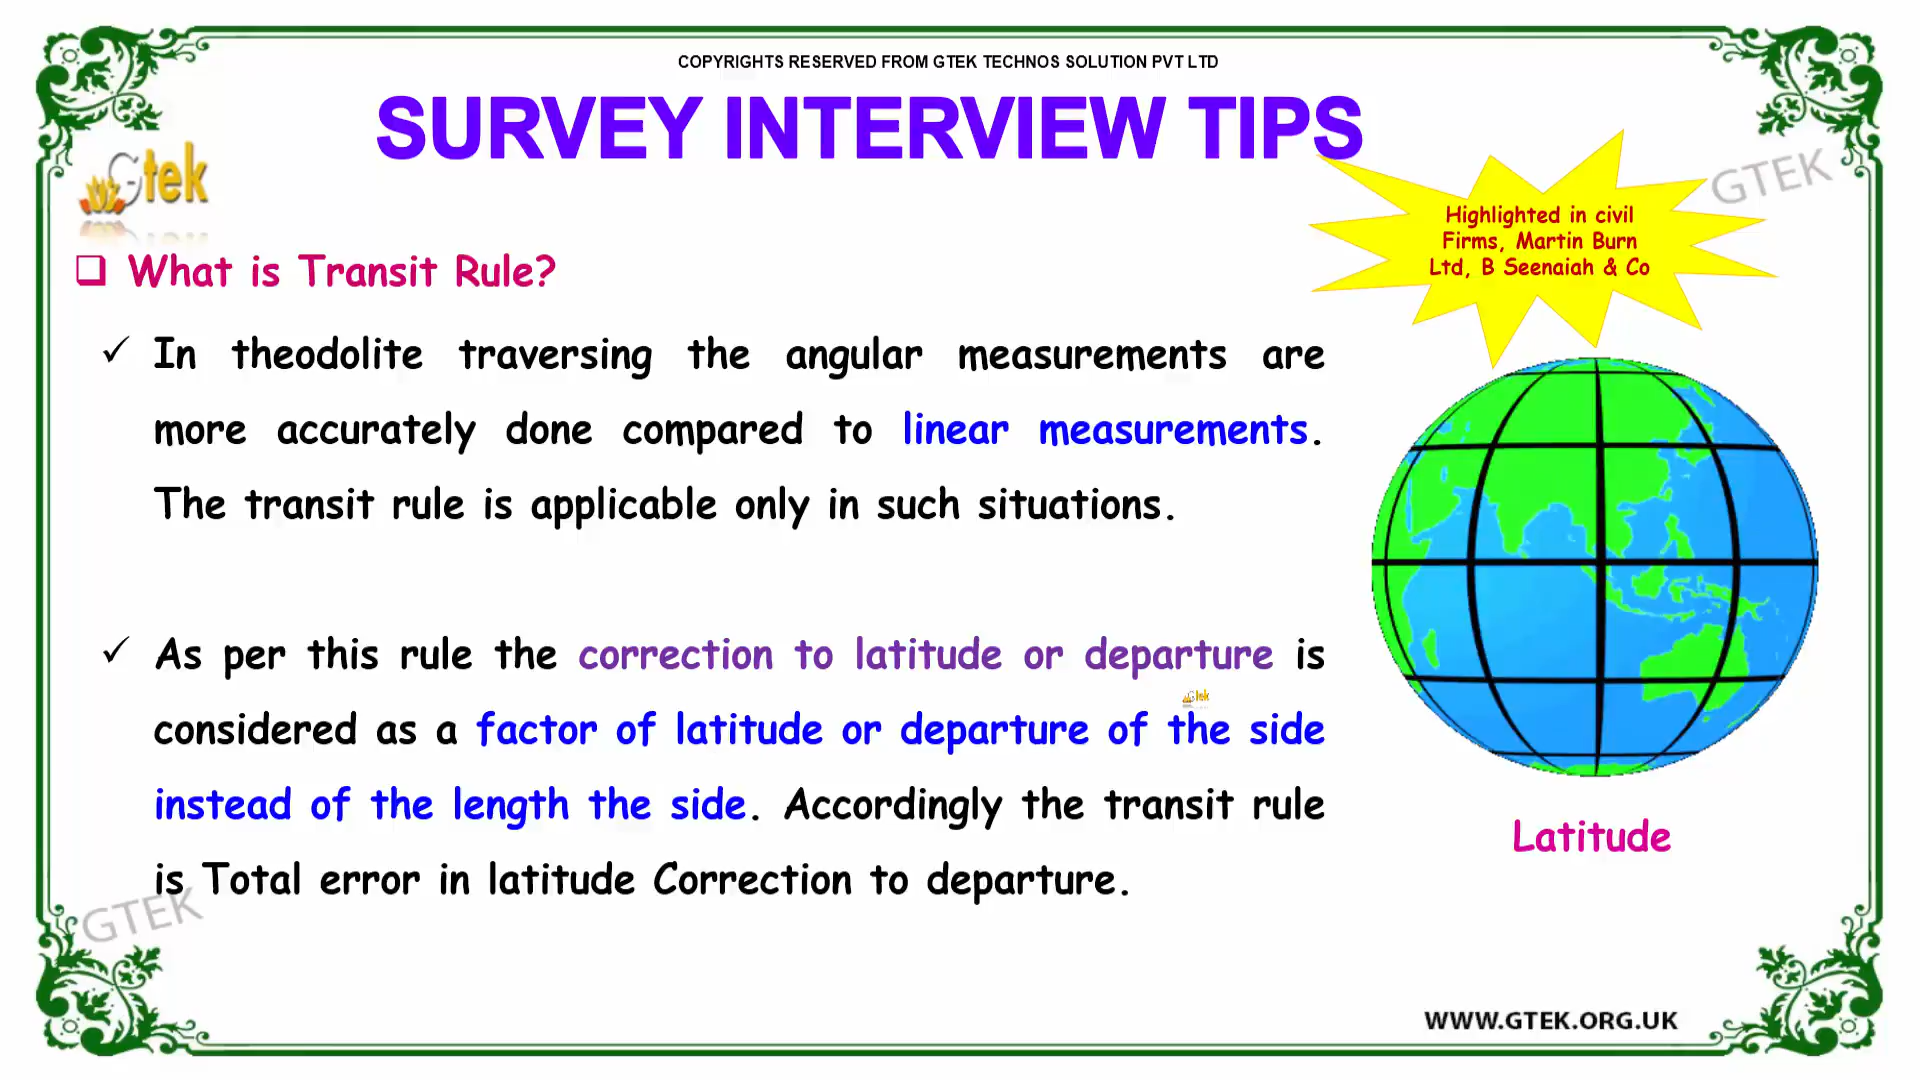 COPYRIGHTS RESERVED FROM GTEK TECHNOS SOLUTION PVT LTD
SURVEY INTERVIEW TIPS
Gtek
GTEK
Highlighted in civil
Firms, Martin Burn
Ltd, B Seenaiah & Co
What is Transit Rule?
In theodolite traversing the angular measurements are
more accurately done compared to linear measurements.
The transit rule is applicable only in such situations.
As per this rule the correction to latitude or departure is
Gtek
considered as a factor of latitude or departure of the side
instead of the length the side. Accordingly the transit rule
is Total error in latitude Correction to departure.
Latitude
GTEK
WWW.GTEK.ORG.UK